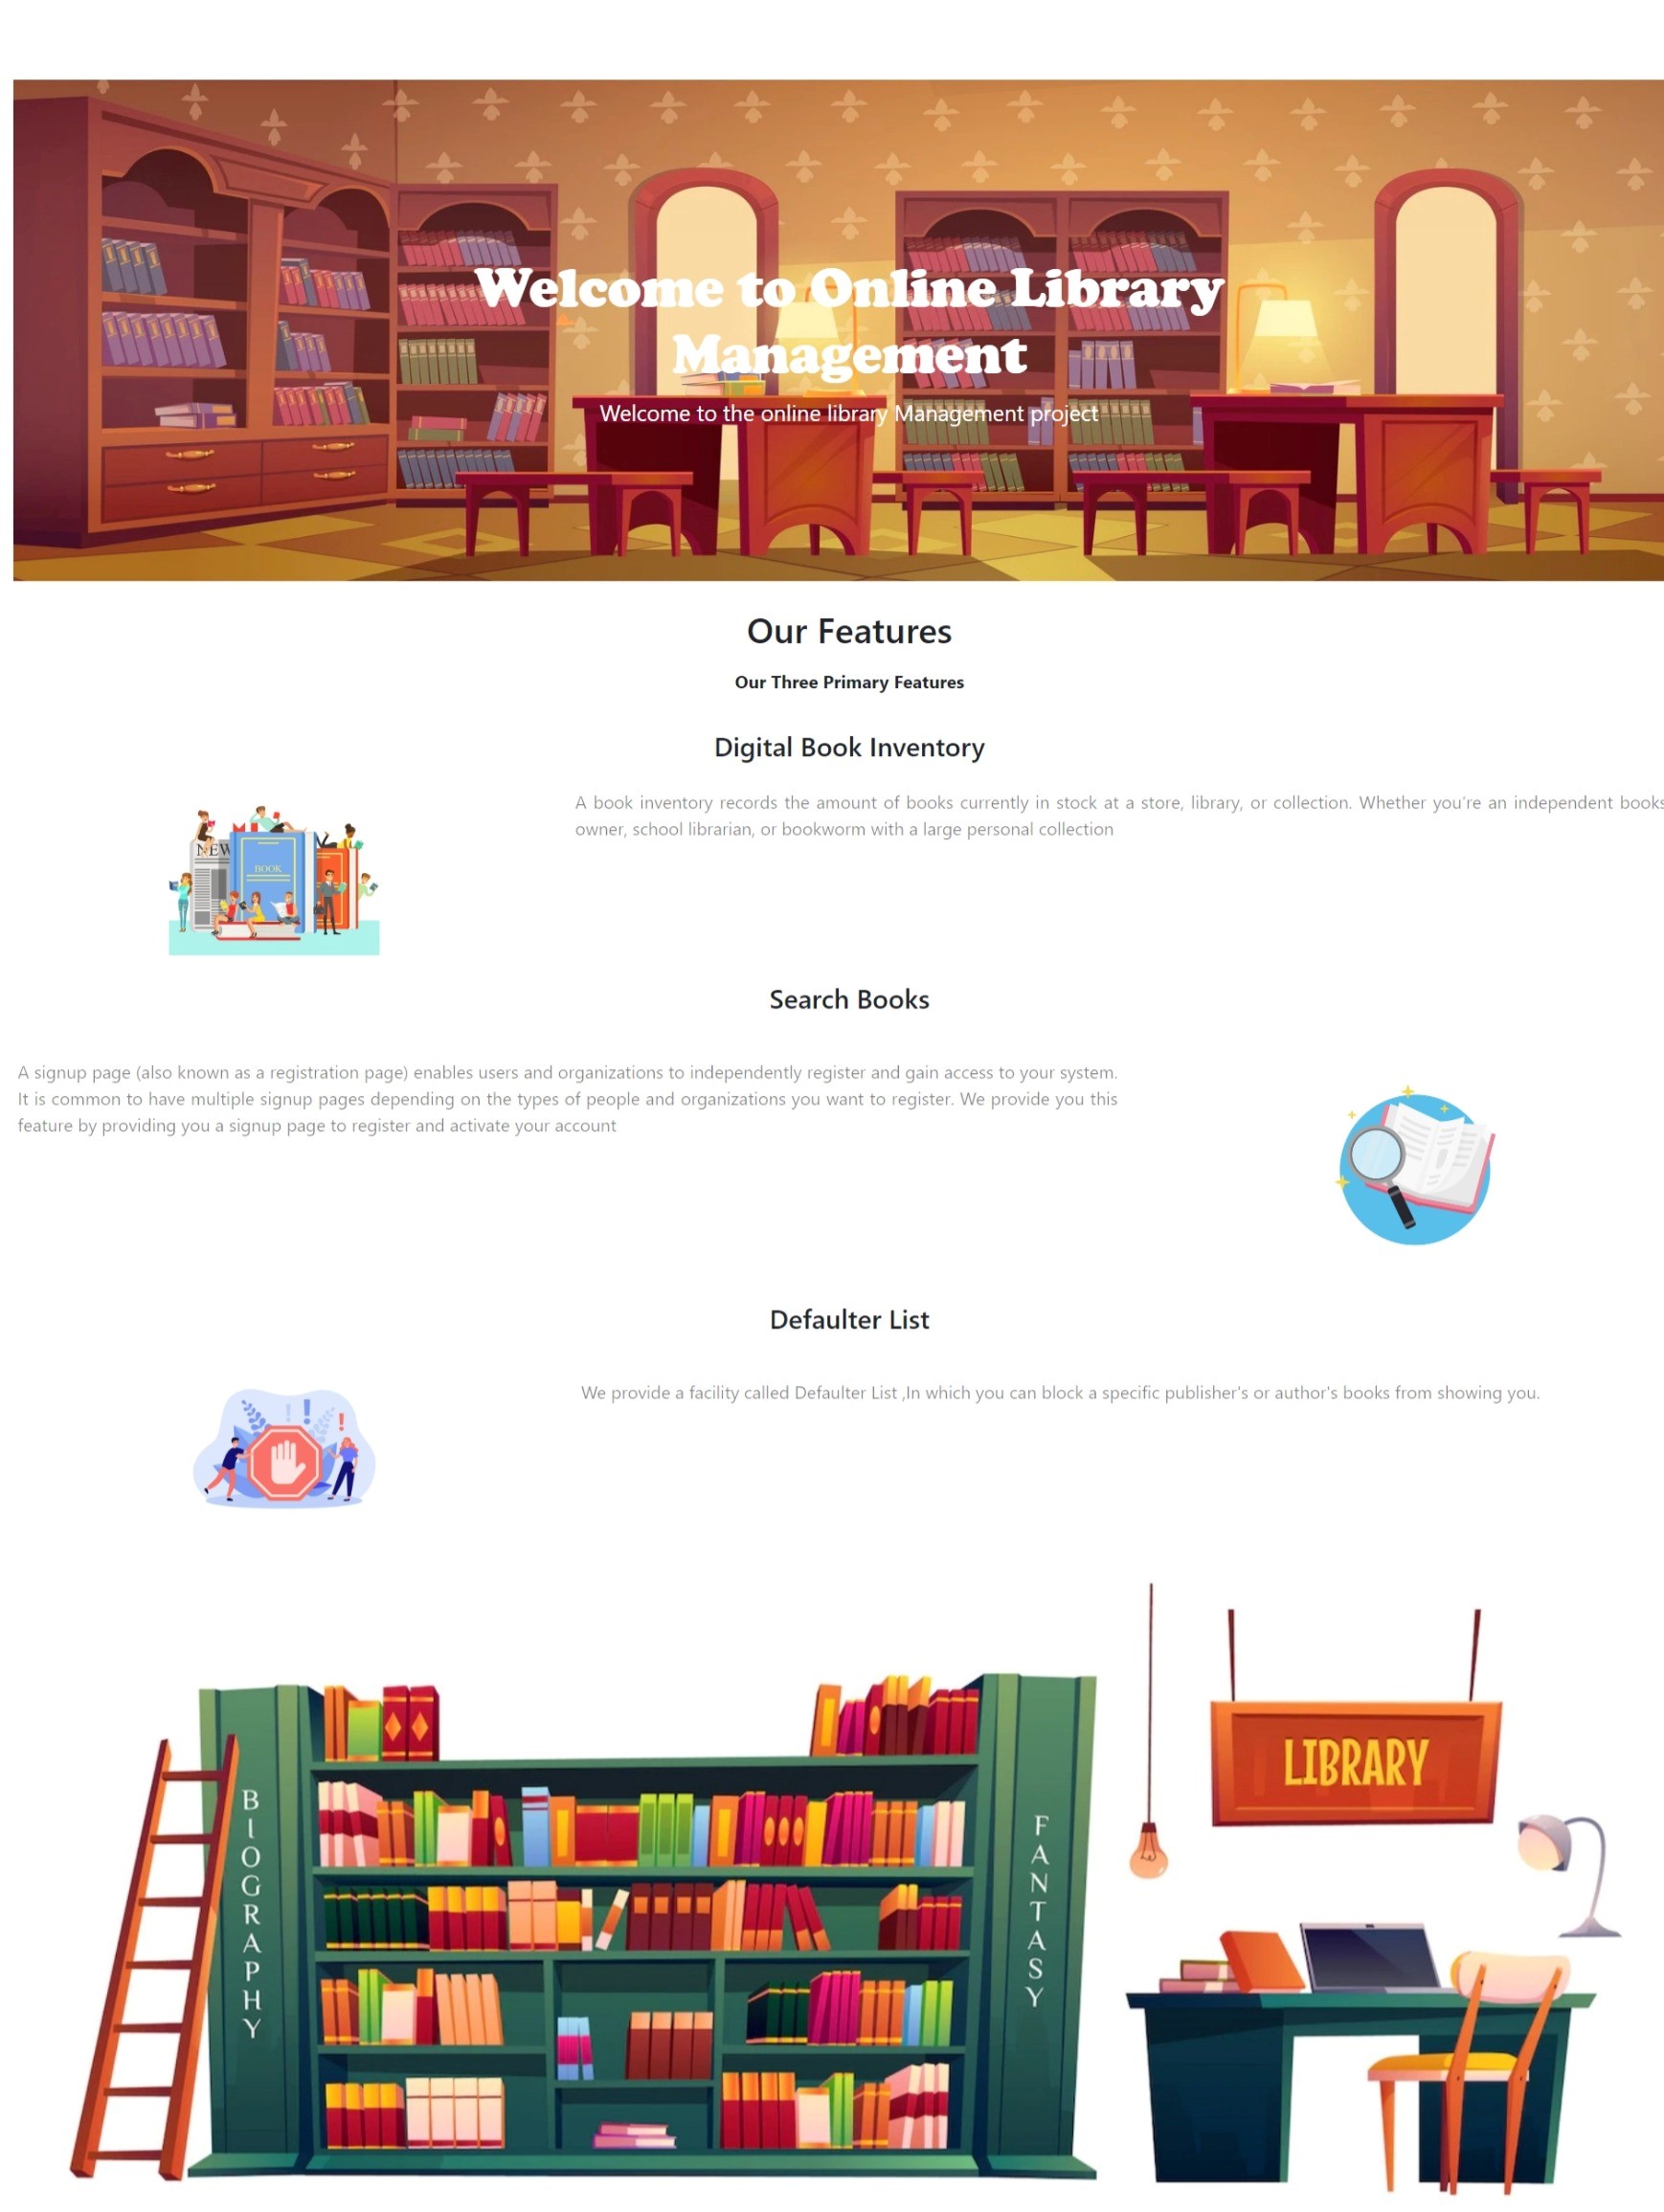 Welcome to Online Library
Management
Welcome to the online library Management project
Our Features
Our Three Primary Features
Digital Book Inventory
A book inventory records the amount of books currently in stock at a store, library, or collection. Whether you're an independent books
owner, school librarian, or bookworm with a large personal collection
NEW
BOOK
Search Books
A signup page (also known as a registration page) enables users and organizations to independently register and gain access to your system.
It is common to have multiple signup pages depending on the types of people and organizations you want to register. We provide you this
feature by providing you a signup page to register and activate your account
Defaulter List
We provide a facility called Defaulter List ,In which you can block a specific publisher's or author's books from showing you.
BIOGRAPHY
FANTASY
LIBRARY